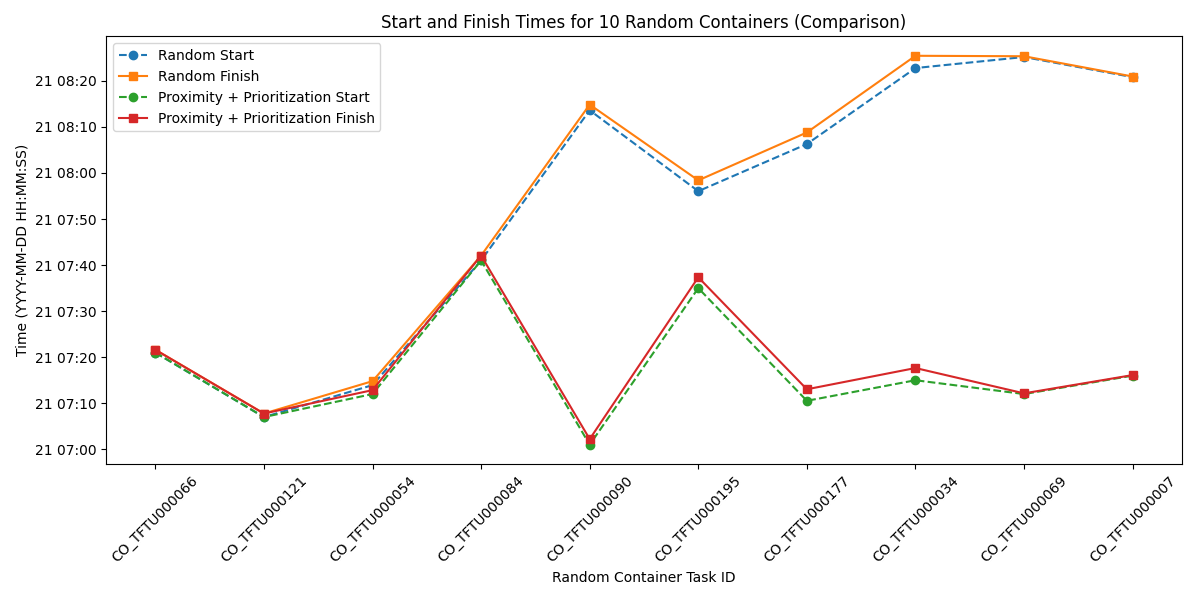 Start and Finish Times for 10 Random Containers (Comparison)
Random Start
Random Finish
Proximity + Prioritization Start
Proximity + Prioritization Finish
Time (YYYY-MM-DD HH:MM:SS)
21 08:20
21 08:10
21 08:00
21 07:50
21 07:40
21 07:30
21 07:20
21 07:10
21 07:00
CO_TFTU000066
CO_TFTU000121
CO_TFTU000054
CO_TFTU000084
CO_TFTU000090
CO_TFTU000195
CO_TFTU000177
CO_TFTU000034
CO_TFTU000069
CO_TFTU000007
Random Container Task ID